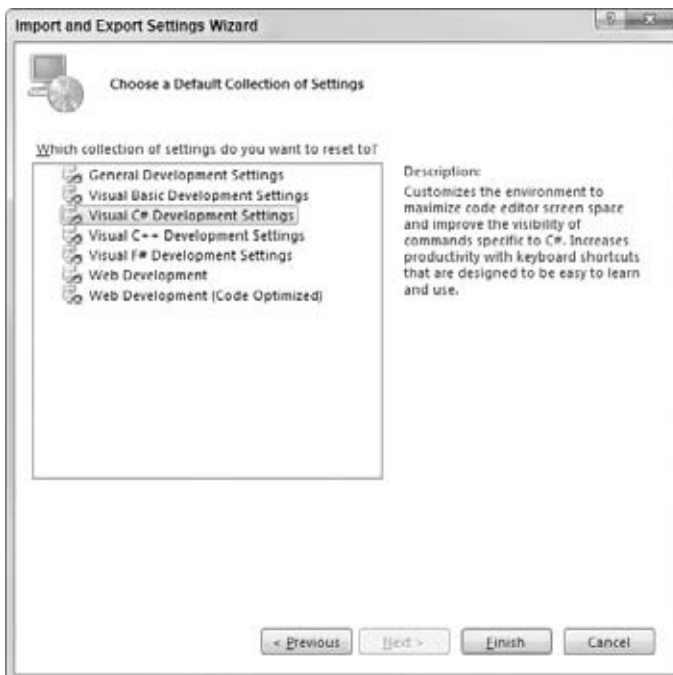 Import and Export Settings Wizard
Choose a Default Collection of Settings
Which collection of settings do you want to reset to?
General Development Settings
Visual Basic Development Settings
Visual C# Development Settings
Visual C++ Development Settings
Visual F# Development Settings
Web Development
Web Development (Code Optimized)
Description:
Customizes the environment to
maximize code editor screen space
and improve the visibility of
commands specific to C#. Increases
productivity with keyboard shortcuts
that are designed to be easy to learn
and use.
< Previous
Next >
Finish
Cancel